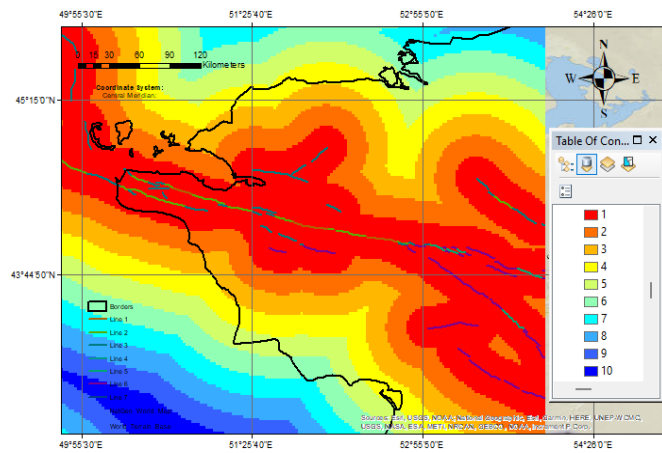 49°55'30"E 51°25'40"E 52°55'50"E 54°26'0"E
0 15 30 60 90 120
Kilometers
Coordinate System:
Central Meridian:
N
W E
S
45°15'0"N
Table Of Con...
1
2
3
4
5
6
7
8
9
10
43°44'50"N
Borders
Line 1
Line 2
Line 3
Line 4
Line 5
Line 6
Line 7
Sources: Esri, USGS, NOAA,
Garmin, HERE, UNEP-WCMC,
USGS, NASA, ESA, METI, NRCAN, GEBCO, NOAA, increment P Corp.
49°55'30"E 51°25'40"E 52°55'50"E 54°26'0"E